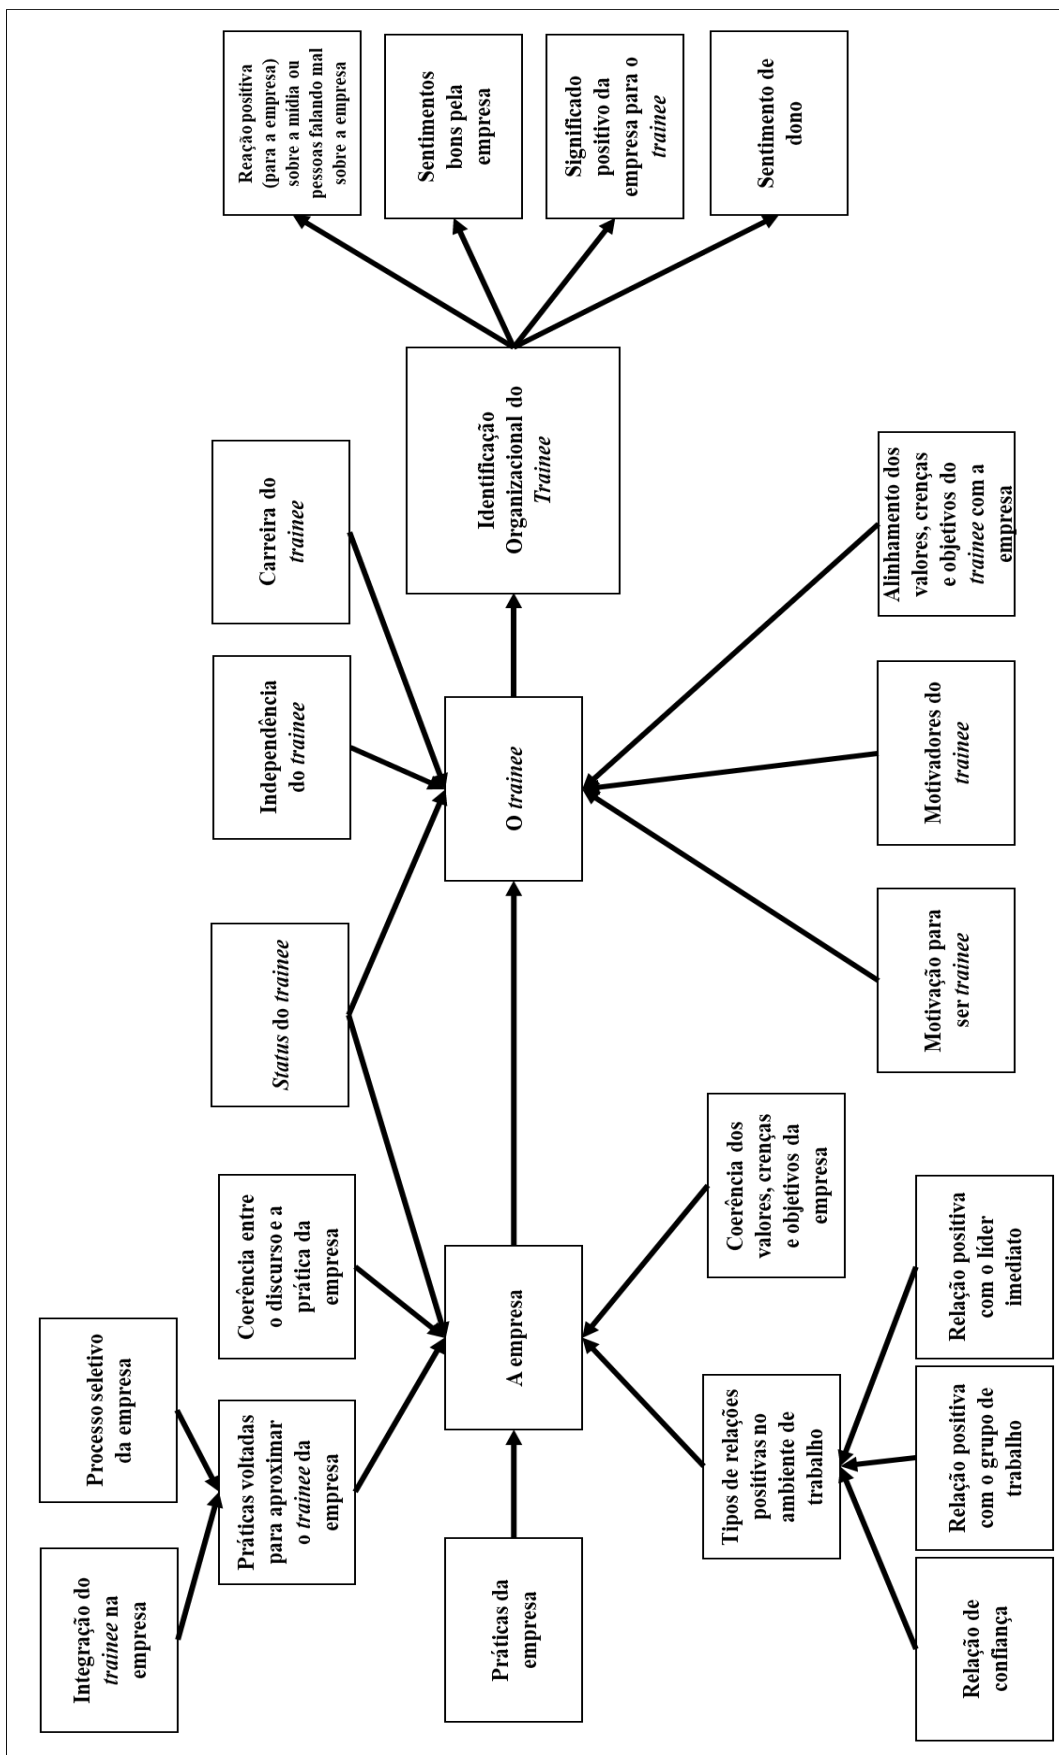 Integração do
trainee na
empresa
Processo seletivo
da empresa
Práticas voltadas
para aproximar
o trainee da
empresa
Coerência entre
o discurso e a
prática da
empresa
Status do trainee
Independência
do trainee
Carreira do
trainee
Reação positiva
(para a empresa)
sobre a mídia ou
pessoas falando mal
sobre a empresa
Sentimentos
bons pela
empresa
Práticas da
empresa
A empresa
O trainee
Identificação
Organizacional do
Trainee
Significado
positivo da
empresa para o
trainee
Tipos de relações
positivas no
ambiente de
trabalho
Coerência dos
valores, crenças
e objetivos da
empresa
Sentimento de
dono
Relação de
confiança
Relação positiva
com o grupo de
trabalho
Relação positiva
com o líder
imediato
Motivação para
ser trainee
Motivadores do
trainee
Alinhamento dos
valores, crenças
e objetivos do
trainee com a
empresa